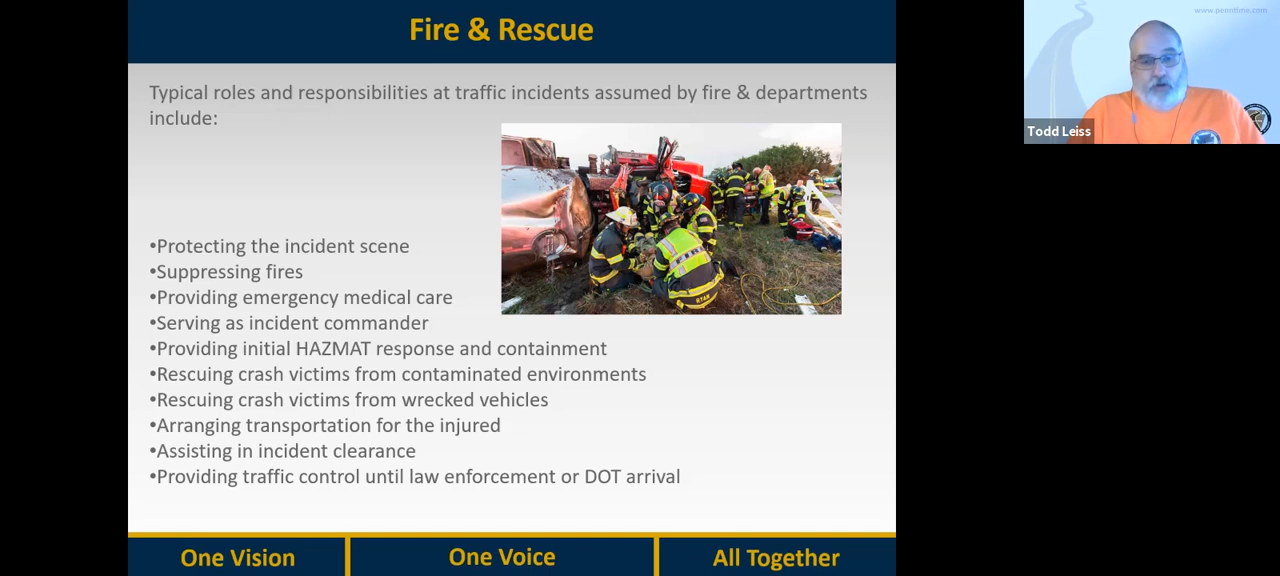 Fire & Rescue
www.penntime.com
Typical roles and responsibilities at traffic incidents assumed by fire & departments
include:
Todd Leiss
•Protecting the incident scene
•Suppressing fires
•Providing emergency medical care
•Serving as incident commander
•Providing initial HAZMAT response and containment
•Rescuing crash victims from contaminated environments
•Rescuing crash victims from wrecked vehicles
•Arranging transportation for the injured
•Assisting in incident clearance
•Providing traffic control until law enforcement or DOT arrival
One Vision
One Voice
All Together